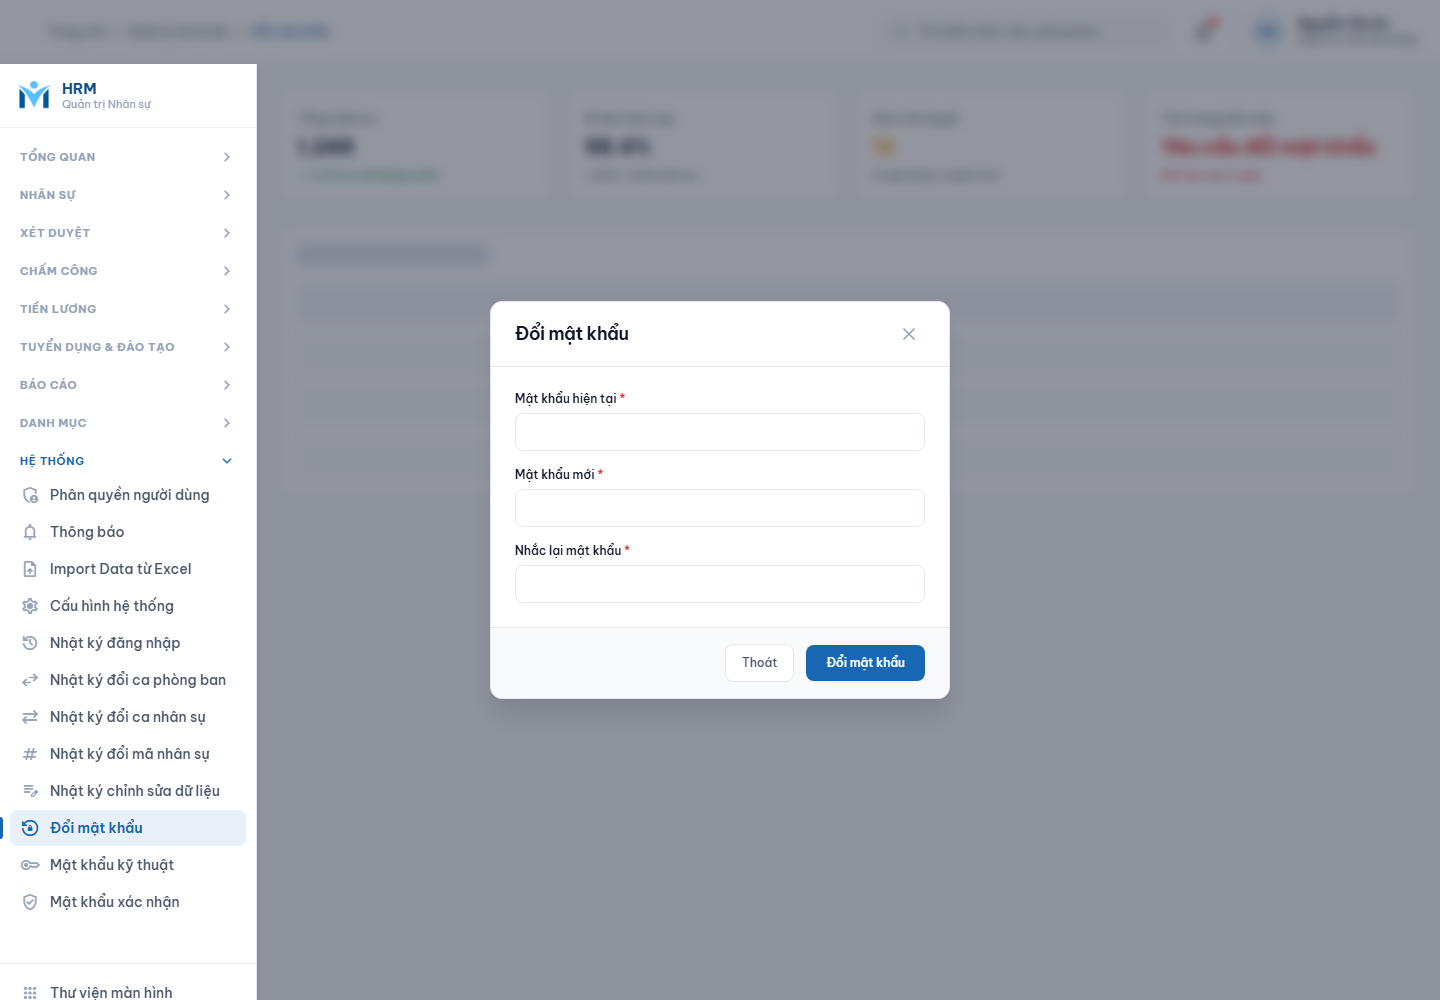 HRM
Quản trị Nhân sự
TỔNG QUAN
NHÂN SỰ
XÉT DUYỆT
CHẤM CÔNG
TIỀN LƯƠNG
TUYỂN DỤNG & ĐÀO TẠO
BÁO CÁO
DANH MỤC
HỆ THỐNG
Phân quyền người dùng
Thông báo
Import Data từ Excel
Cấu hình hệ thống
Nhật ký đăng nhập
Nhật ký đổi ca phòng ban
Nhật ký đổi ca nhân sự
Nhật ký đổi mã nhân sự
Nhật ký chỉnh sửa dữ liệu
Đổi mật khẩu
Mật khẩu kỹ thuật
Mật khẩu xác nhận
Thư viện màn hình
Đổi mật khẩu
Mật khẩu hiện tại *
Mật khẩu mới *
Nhắc lại mật khẩu *
Thoát
Đổi mật khẩu